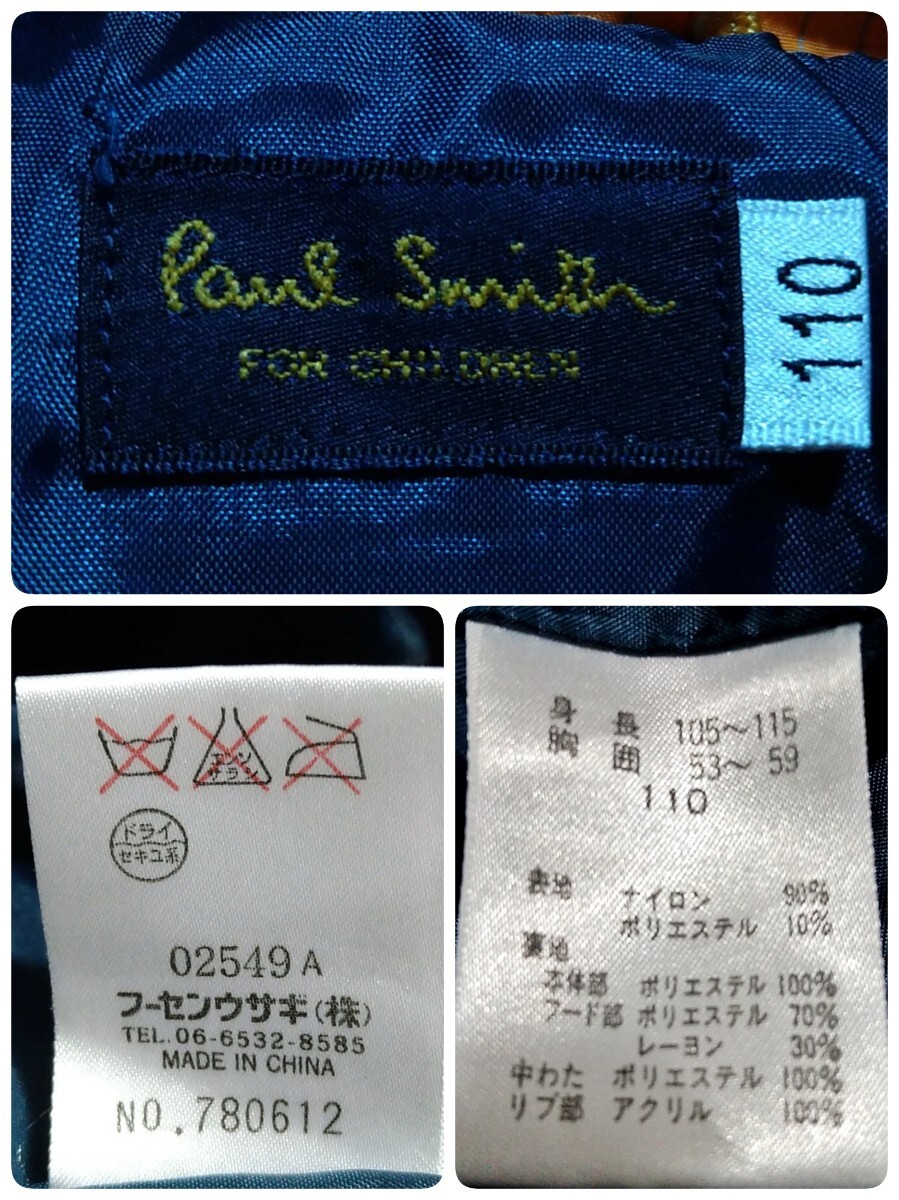 Paul Smith
FOR CHILDREN
110
エンソ
サラシ
ドライ
セキユ系
02549A
フーセンウサギ(株)
TEL.06-6532-8585
MADE IN CHINA
NO.780612
身長 105～115
胸囲 53～59
110
表地 ナイロン 90%
ポリエステル 10%
裏地
本体部 ポリエステル 100%
フード部 ポリエステル 70%
レーヨン 30%
中わた ポリエステル 100%
リブ部 アクリル 100%